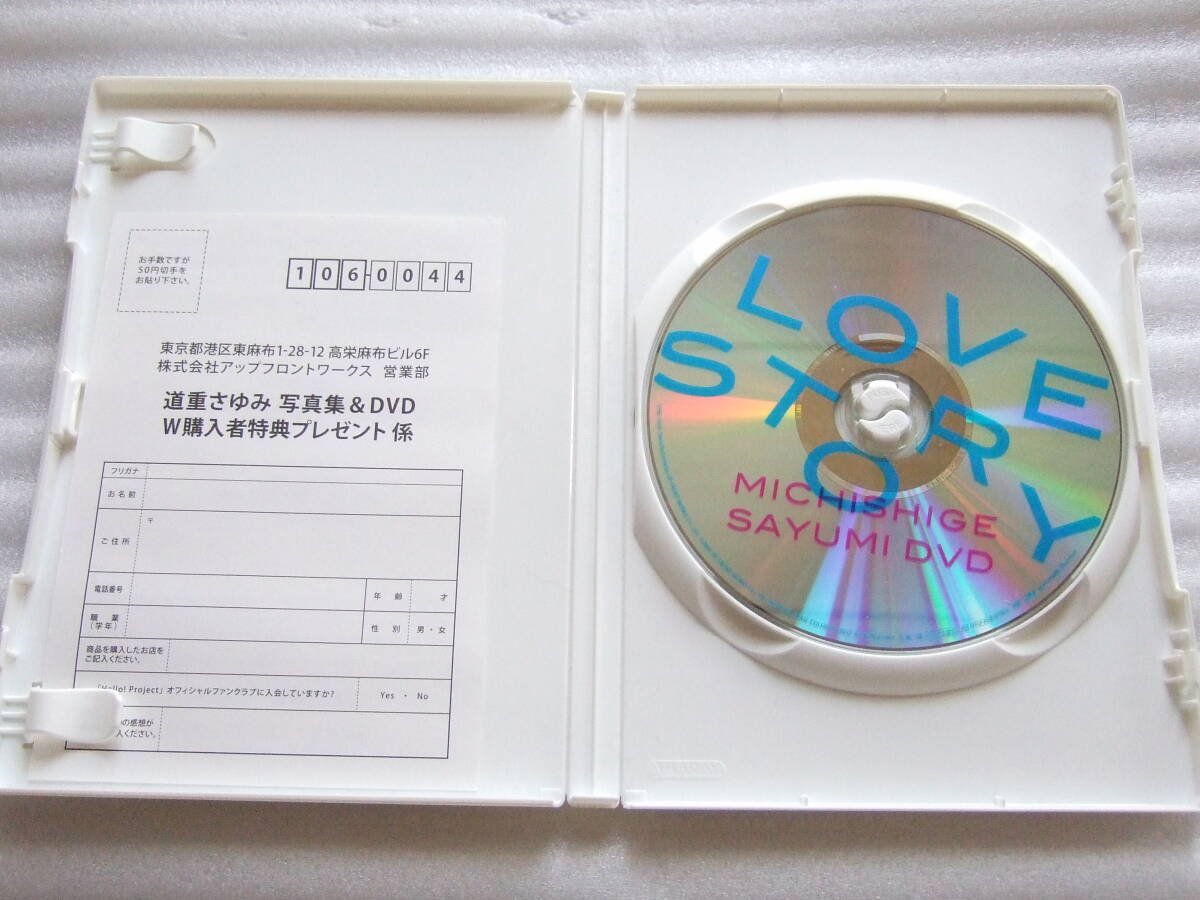 お手数ですが
50円切手を
お貼り下さい。
106-0044
東京都港区東麻布1-28-12 高栄麻布ビル6F
株式会社アップフロントワークス 営業部
道重さゆみ 写真集&DVD
W購入者特典プレゼント係
フリガナ
お名前
ご住所 〒
電話番号 年齢 才
職業
(学年) 性別 男・女
商品を購入したお店を
ご記入ください。
「Hello! Project」オフィシャルファンクラブに入会していますか? Yes ・ No
の感想が
入ください。
LOVE
STORY
MICHISHIGE
SAYUMI DVD